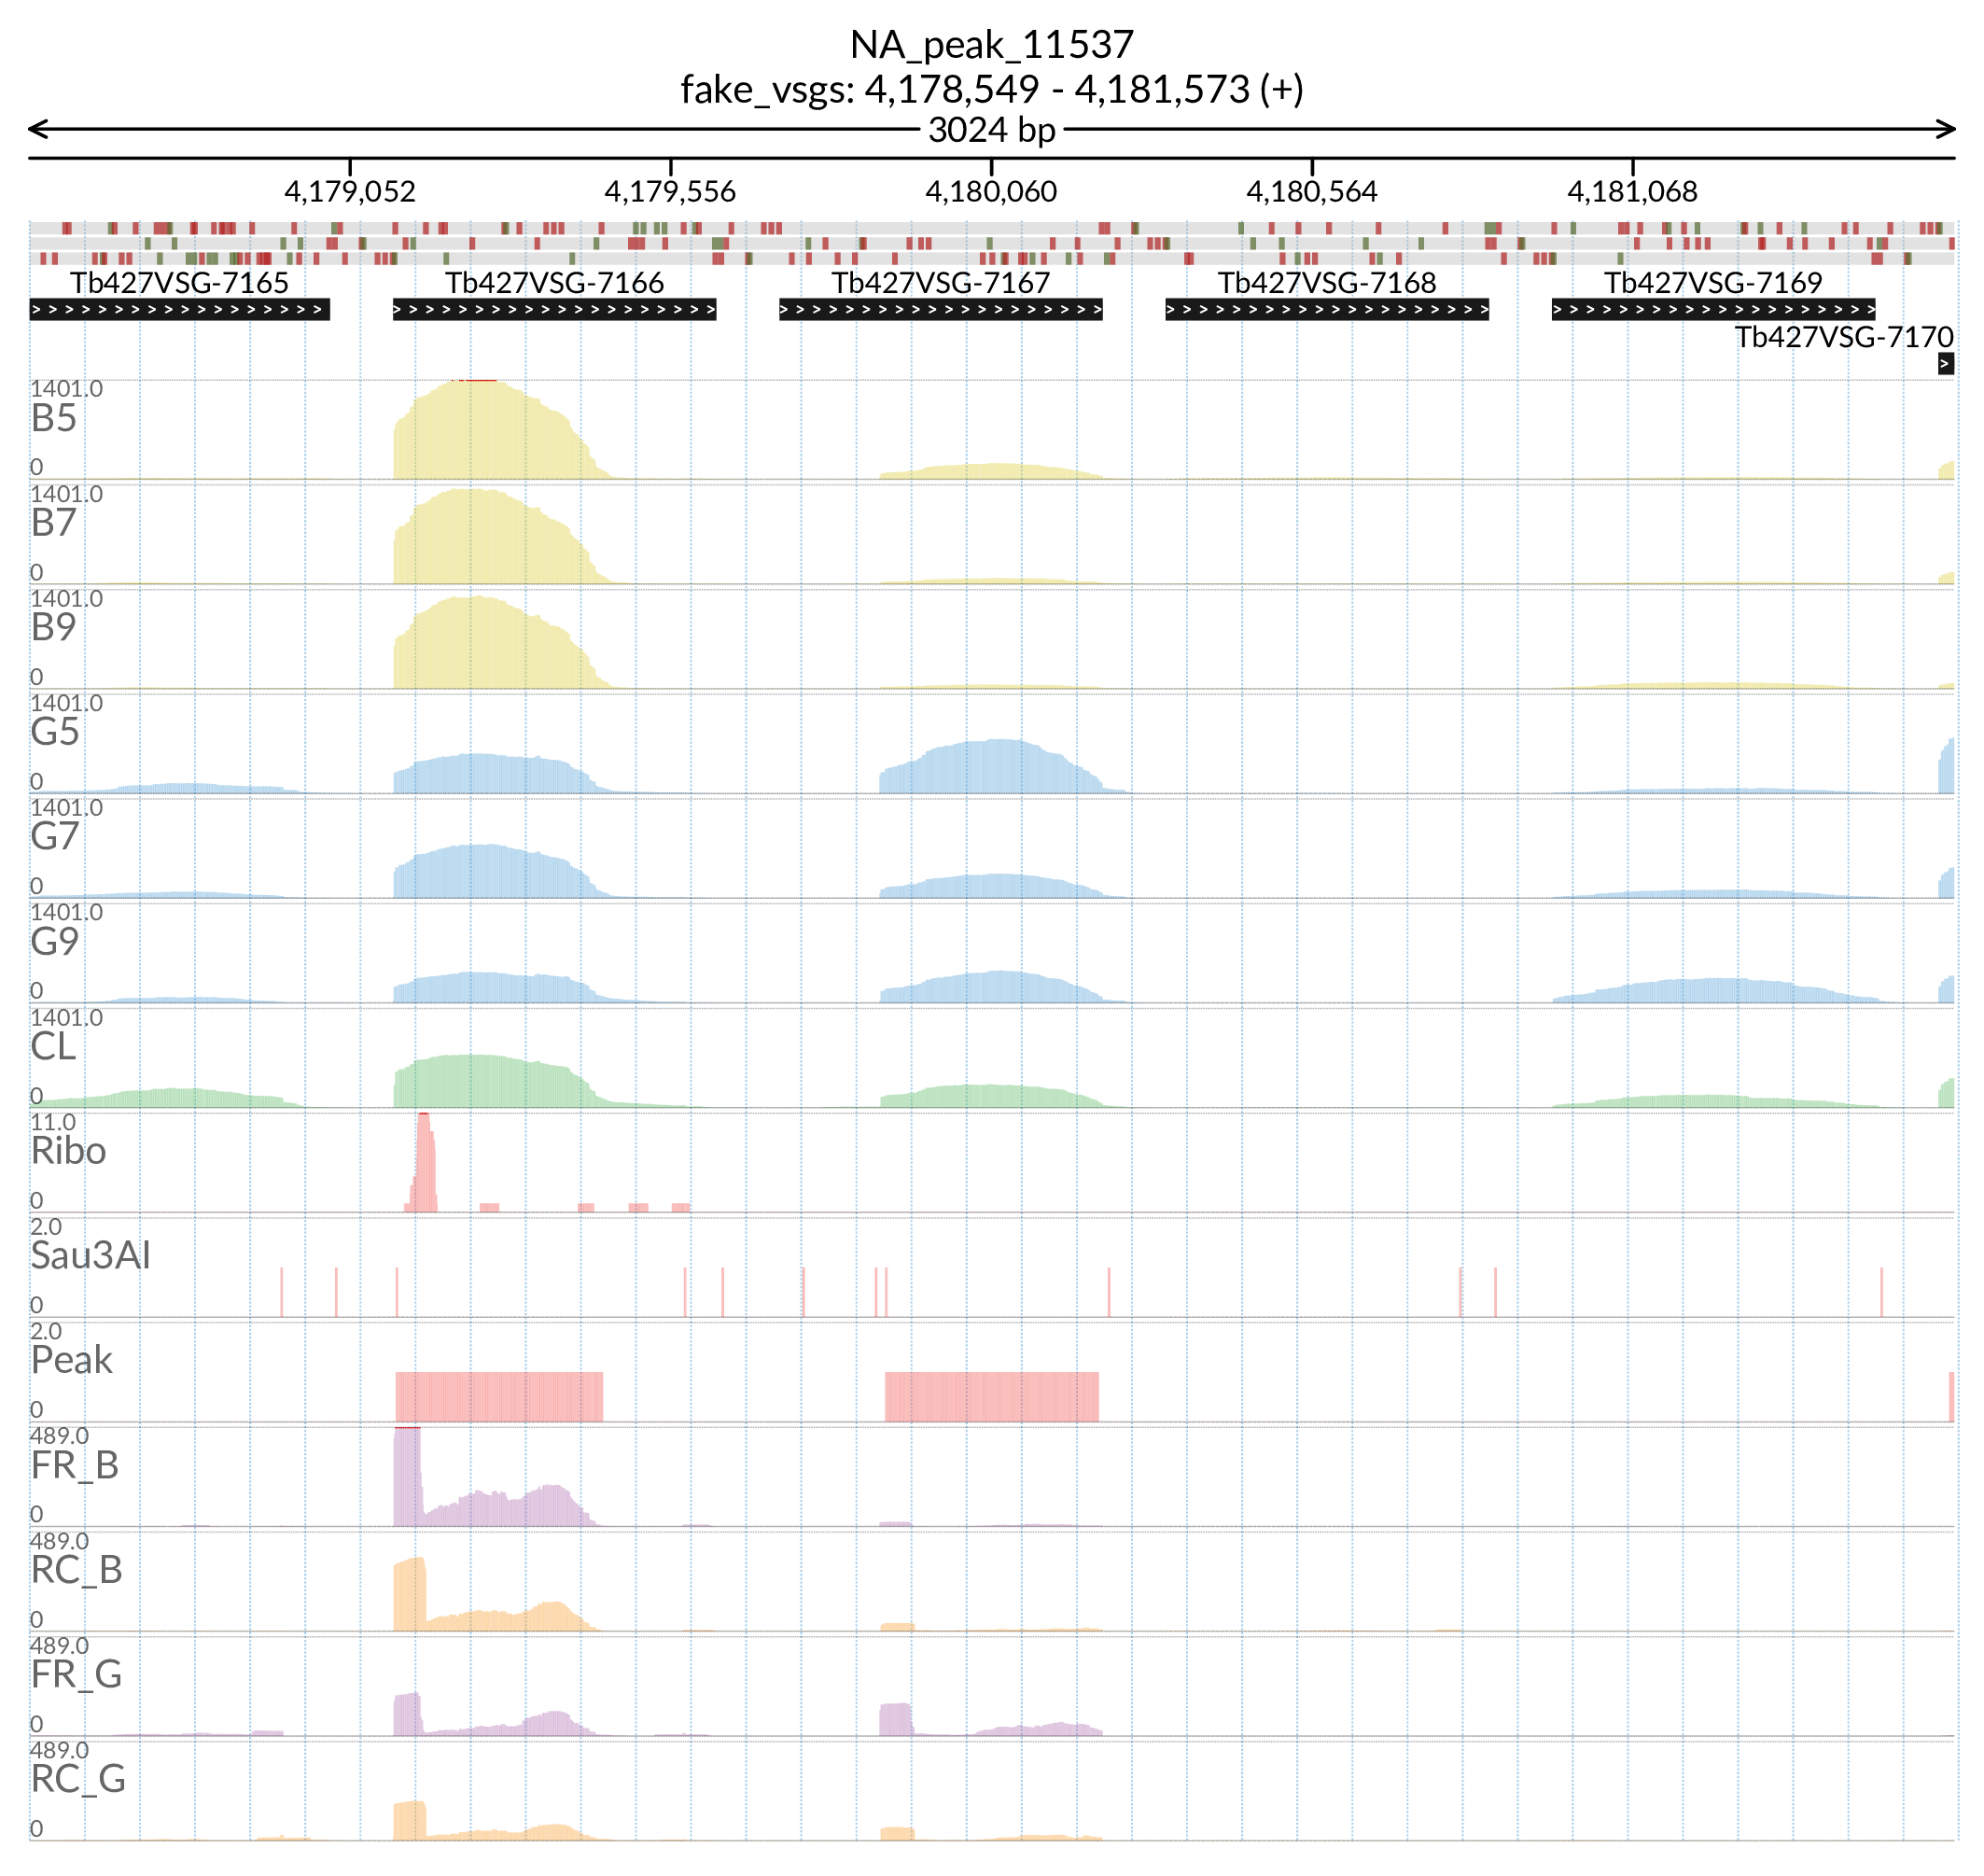 NA_peak_11537
fake_vsgs: 4,178,549 - 4,181,573 (+)
3024 bp
4,179,052 4,179,556 4,180,060 4,180,564 4,181,068
Tb427VSG-7165 Tb427VSG-7166 Tb427VSG-7167 Tb427VSG-7168 Tb427VSG-7169
Tb427VSG-7170
1401.0
B5
0
1401.0
B7
0
1401.0
B9
0
1401.0
G5
0
1401.0
G7
0
1401.0
G9
0
1401.0
CL
0
11.0
Ribo
0
2.0
Sau3AI
0
2.0
Peak
0
489.0
FR_B
0
489.0
RC_B
0
489.0
FR_G
0
489.0
RC_G
0